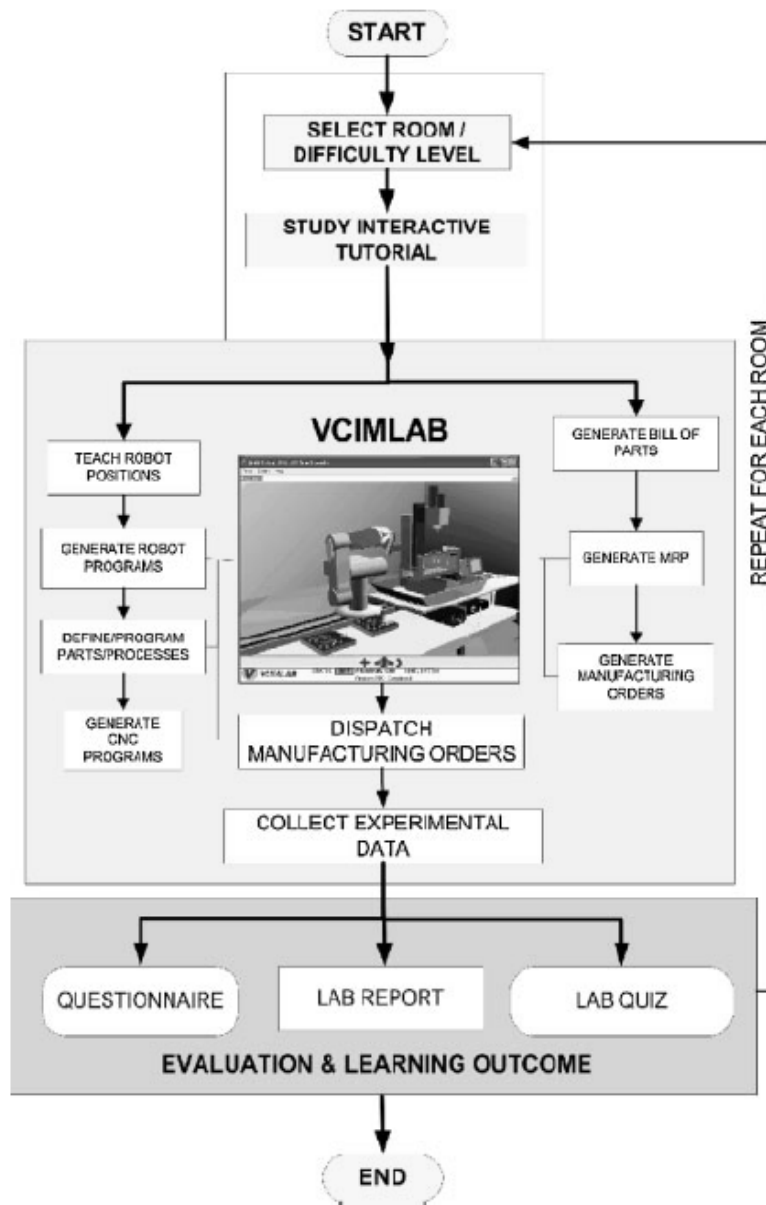 START
SELECT ROOM /
DIFFICULTY LEVEL
STUDY INTERACTIVE
TUTORIAL
REPEAT FOR EACH ROOM
VCIMLAB
TEACH ROBOT
POSITIONS
GENERATE ROBOT
PROGRAMS
DEFINE/PROGRAM
PARTS/PROCESSES
GENERATE
CNC
PROGRAMS
GENERATE BILL OF
PARTS
GENERATE MRP
GENERATE
MANUFACTURING
ORDERS
VCIMLAB
DISPATCH
MANUFACTURING ORDERS
COLLECT EXPERIMENTAL
DATA
QUESTIONNAIRE
LAB REPORT
LAB QUIZ
EVALUATION & LEARNING OUTCOME
END